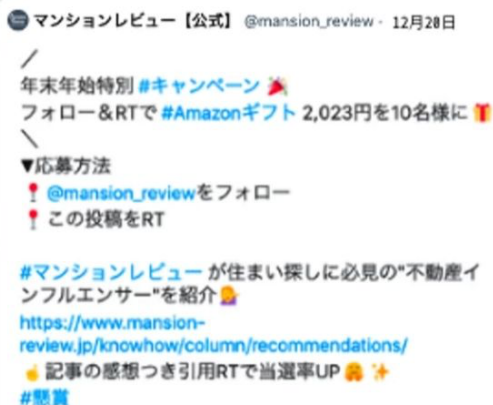 マンションレビュー【公式】 @mansion_review · 12月20日
／
年末年始特別 #キャンペーン 🎉
フォロー＆RTで #Amazonギフト 2,023円を10名様に 🎁
＼
▼応募方法
📍 @mansion_reviewをフォロー
📍 この投稿をRT
#マンションレビュー が住まい探しに必見の"不動産イ
ンフルエンサー"を紹介💁
https://www.mansion-
review.jp/knowhow/column/recommendations/
☝記事の感想つき引用RTで当選率UP 🤗 ✨
#懸賞